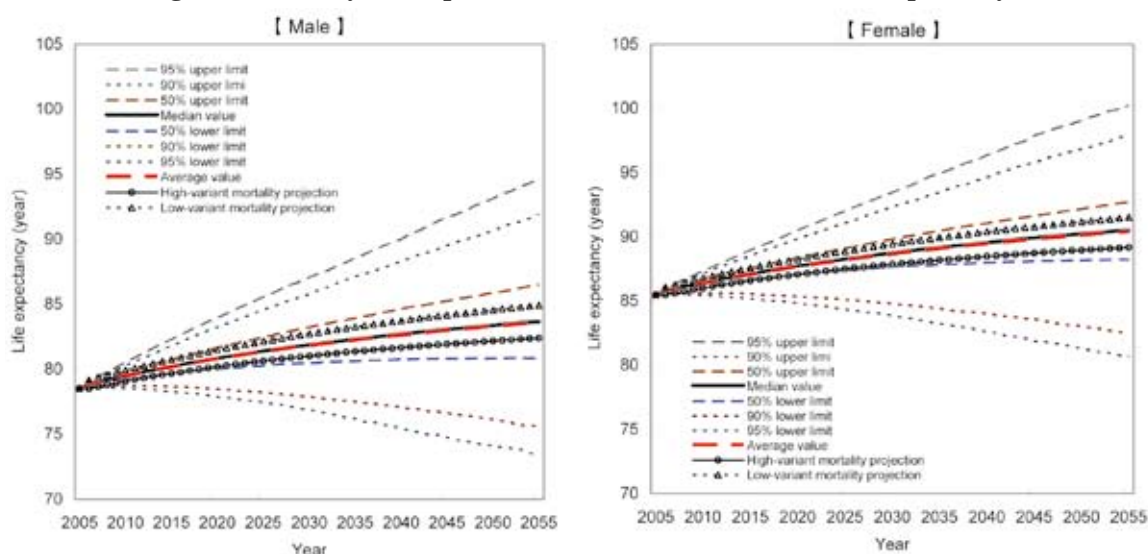 【 Male 】
105
100
95
90
85
80
75
70
Life expectancy (year)
95% upper limit
90% upper limi
50% upper limit
Median value
50% lower limit
90% lower limit
95% lower limit
Average value
High-variant mortality projection
Low-variant mortality projection
2005 2010 2015 2020 2025 2030 2035 2040 2045 2050 2055
Year
【 Female 】
105
100
95
90
85
80
75
70
Life expectancy (year)
95% upper limit
90% upper limi
50% upper limit
Median value
50% lower limit
90% lower limit
95% lower limit
Average value
High-variant mortality projection
Low-variant mortality projection
2005 2010 2015 2020 2025 2030 2035 2040 2045 2050 2055
Year